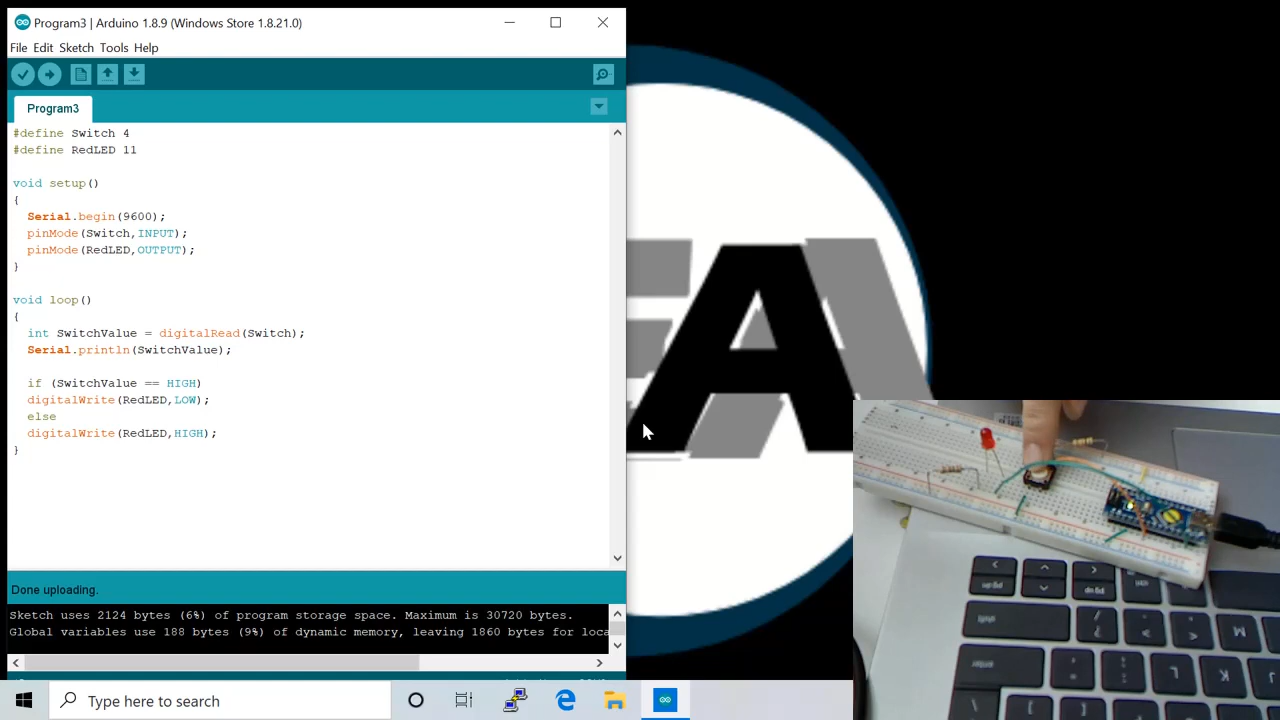 Program3 | Arduino 1.8.9 (Windows Store 1.8.21.0)
File Edit Sketch Tools Help
Program3
#define Switch 4
#define RedLED 11
void setup()
{
Serial.begin(9600);
pinMode(Switch,INPUT);
pinMode(RedLED,OUTPUT);
}
void loop()
{
int SwitchValue = digitalRead(Switch);
Serial.println(SwitchValue);
if (SwitchValue == HIGH)
digitalWrite(RedLED,LOW);
else
digitalWrite(RedLED,HIGH);
}
Done uploading.
Sketch uses 2124 bytes (6%) of program storage space. Maximum is 30720 bytes.
Global variables use 188 bytes (9%) of dynamic memory, leaving 1860 bytes for loca
Type here to search
A
shift
enter
M
K
L